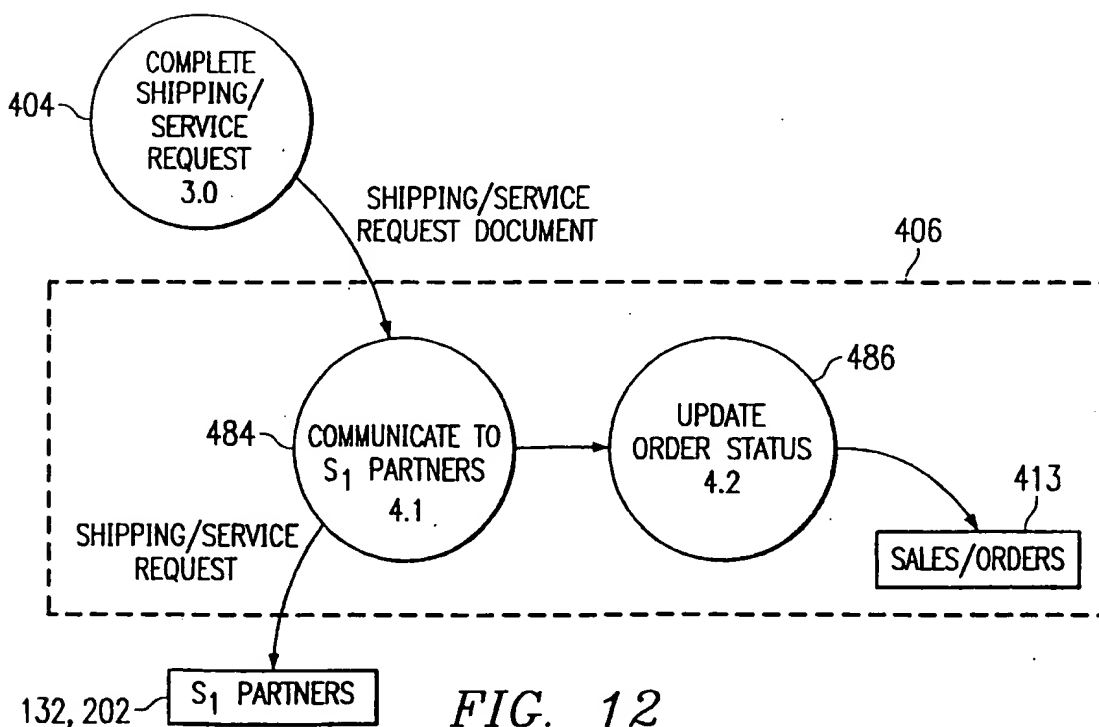 COMPLETE
SHIPPING/
SERVICE
REQUEST
3.0
404
SHIPPING/SERVICE
REQUEST DOCUMENT
406
484
COMMUNICATE TO
S1 PARTNERS
4.1
486
UPDATE
ORDER STATUS
4.2
413
SALES/ORDERS
SHIPPING/SERVICE
REQUEST
132, 202
S1 PARTNERS
FIG. 12